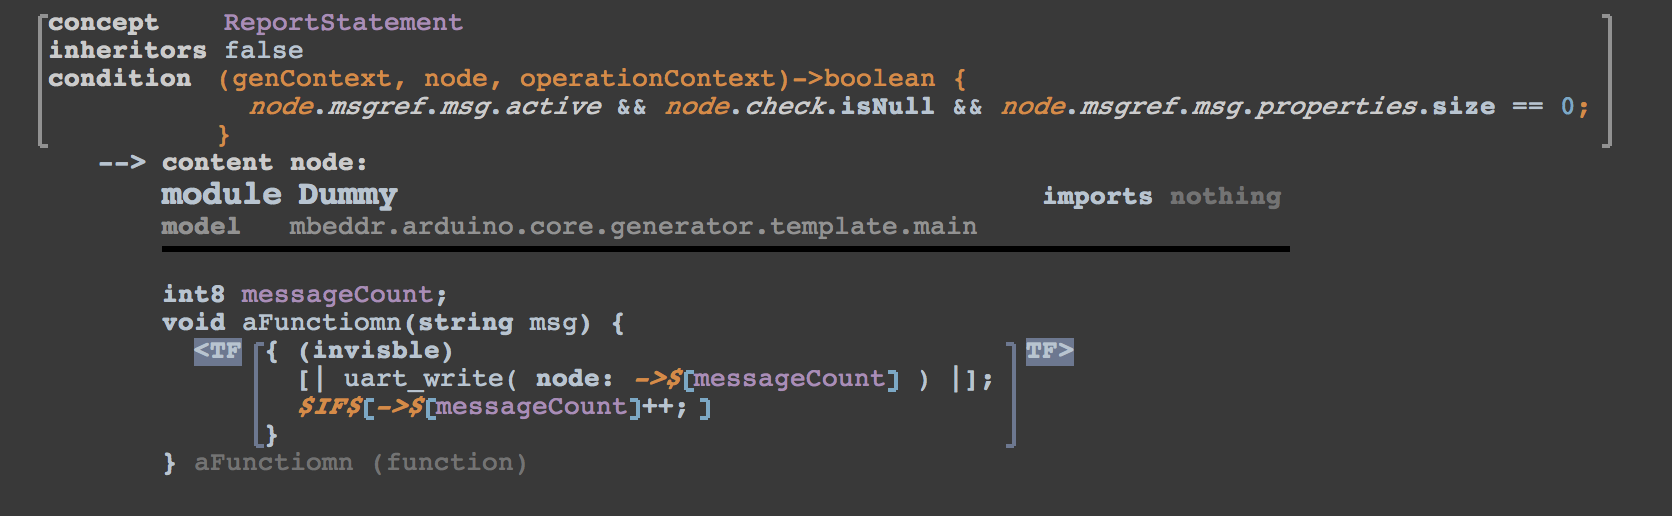 concept ReportStatement
inheritors false
condition (genContext, node, operationContext)->boolean {
node.msgref.msg.active && node.check.isNull && node.msgref.msg.properties.size == 0;
}
--> content node:
module Dummy imports nothing
model mbeddr.arduino.core.generator.template.main
int8 messageCount;
void aFunctiomn(string msg) {
<TF [{ (invisble) ] TF>
[| uart_write( node: ->$[messageCount] ) |];
$IF$[->$[messageCount]++; ]
}
} aFunctiomn (function)